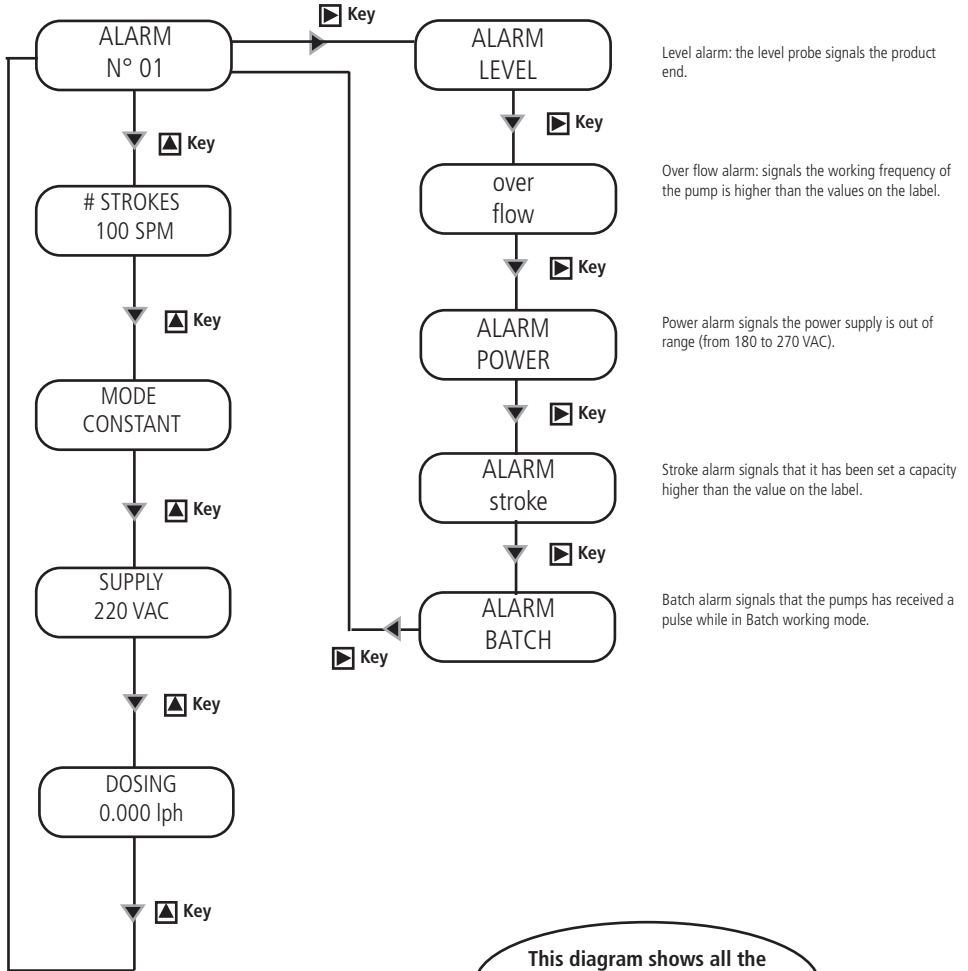 Key
ALARM
N° 01
Key
# STROKES
100 SPM
Key
MODE
CONSTANT
Key
SUPPLY
220 VAC
Key
DOSING
0.000 lph
Key
ALARM
LEVEL
Key
over
flow
Key
ALARM
POWER
Key
ALARM
stroke
Key
ALARM
BATCH
Key
Level alarm: the level probe signals the product
end.
Over flow alarm: signals the working frequency of
the pump is higher than the values on the label.
Power alarm signals the power supply is out of
range (from 180 to 270 VAC).
Stroke alarm signals that it has been set a capacity
higher than the value on the label.
Batch alarm signals that the pumps has received a
pulse while in Batch working mode.
This diagram shows all the